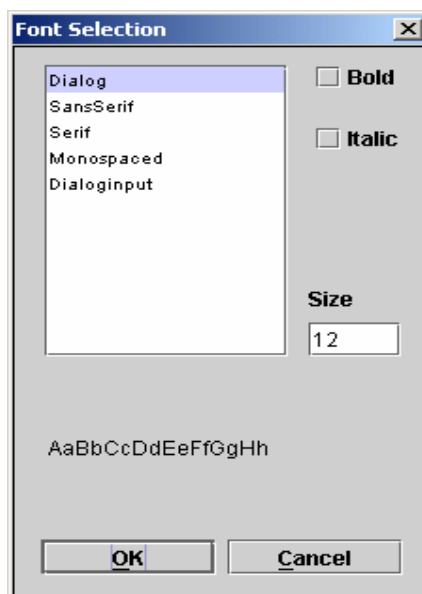 Font Selection
Dialog
SansSerif
Serif
Monospaced
Dialoginput
Bold
Italic
Size
12
AaBbCcDdEeFfGgHh
OK
Cancel